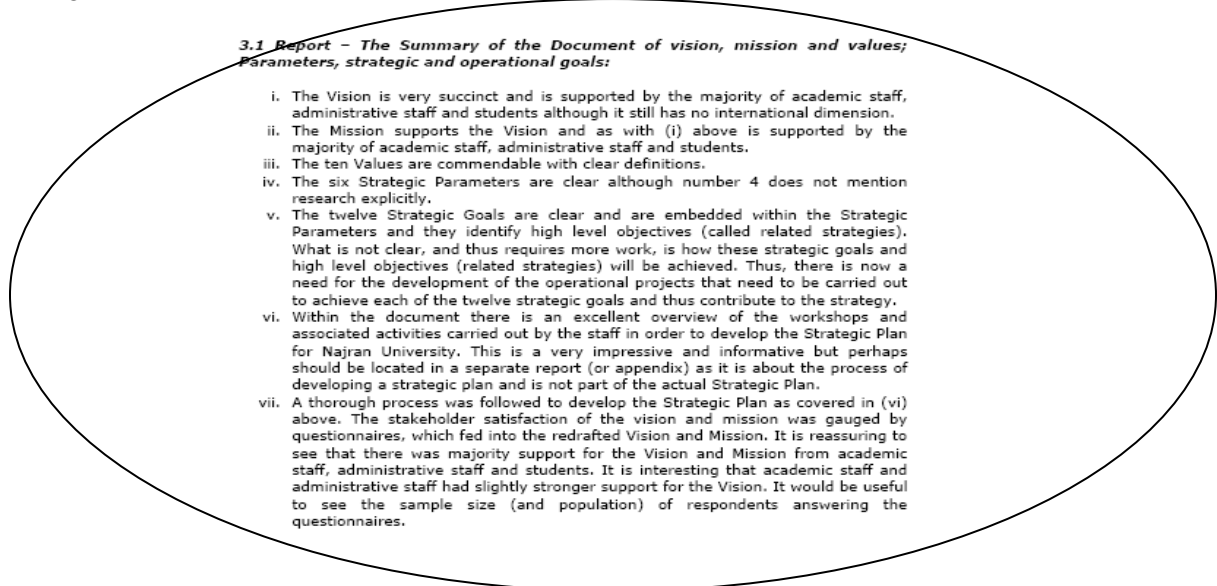 3.1 Report – The Summary of the Document of vision, mission and values;
Parameters, strategic and operational goals:
i. The Vision is very succinct and is supported by the majority of academic staff,
administrative staff and students although it still has no international dimension.
ii. The Mission supports the Vision and as with (i) above is supported by the
majority of academic staff, administrative staff and students.
iii. The ten Values are commendable with clear definitions.
iv. The six Strategic Parameters are clear although number 4 does not mention
research explicitly.
v. The twelve Strategic Goals are clear and are embedded within the Strategic
Parameters and they identify high level objectives (called related strategies).
What is not clear, and thus requires more work, is how these strategic goals and
high level objectives (related strategies) will be achieved. Thus, there is now a
need for the development of the operational projects that need to be carried out
to achieve each of the twelve strategic goals and thus contribute to the strategy.
vi. Within the document there is an excellent overview of the workshops and
associated activities carried out by the staff in order to develop the Strategic Plan
for Najran University. This is a very impressive and informative but perhaps
should be located in a separate report (or appendix) as it is about the process of
developing a strategic plan and is not part of the actual Strategic Plan.
vii. A thorough process was followed to develop the Strategic Plan as covered in (vi)
above. The stakeholder satisfaction of the vision and mission was gauged by
questionnaires, which fed into the redrafted Vision and Mission. It is reassuring to
see that there was majority support for the Vision and Mission from academic
staff, administrative staff and students. It is interesting that academic staff and
administrative staff had slightly stronger support for the Vision. It would be useful
to see the sample size (and population) of respondents answering the
questionnaires.